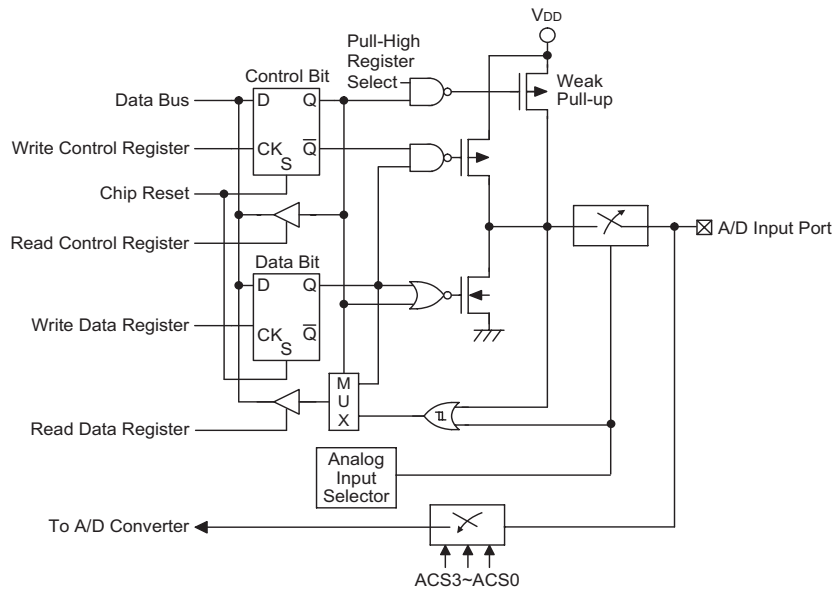 VDD
Pull-High
Register
Select
Weak
Pull-up
Control Bit
Data Bus
D
Q
Write Control Register
CK
Q
S
Chip Reset
Read Control Register
A/D Input Port
Data Bit
D
Q
Write Data Register
CK
Q
S
M
U
X
Read Data Register
Analog
Input
Selector
To A/D Converter
ACS3~ACS0